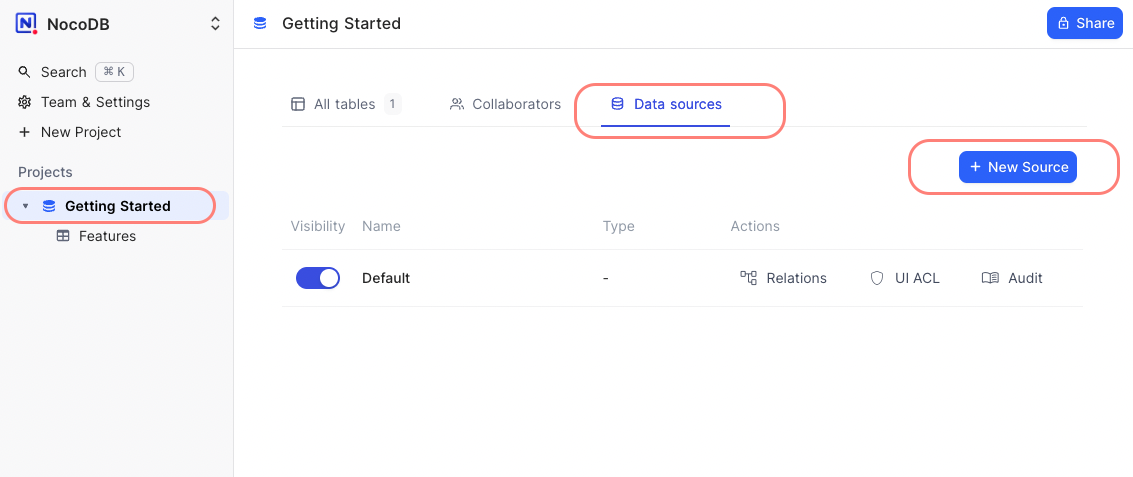 NocoDB
Search ⌘ K
Team & Settings
New Project
Projects
Getting Started
Features
Getting Started
Share
All tables 1
Collaborators
Data sources
+ New Source
Visibility Name Type Actions
Default - Relations UI ACL Audit